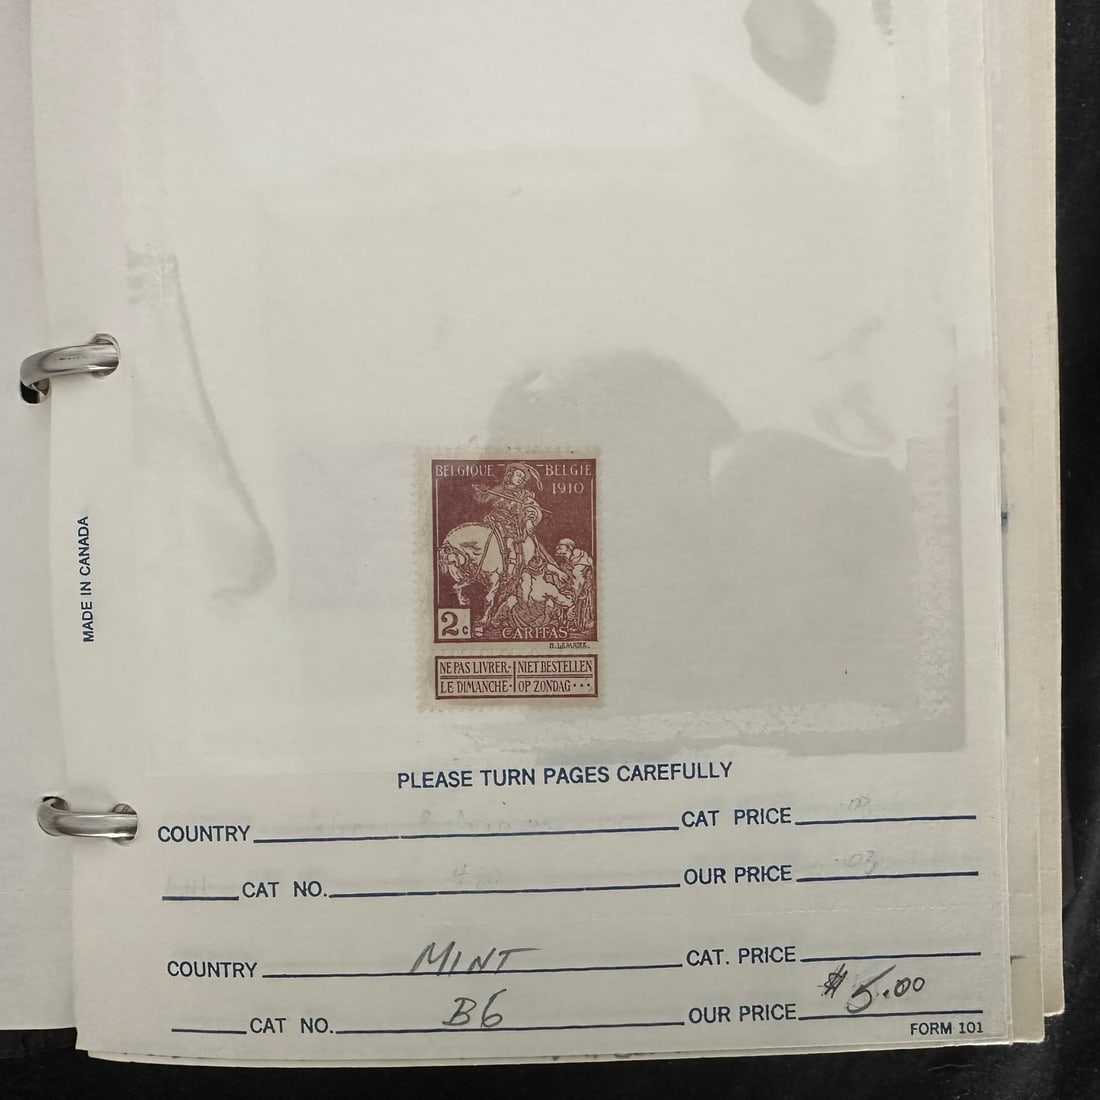 BELGIQUE - BELGIË
1910
2c
CARITAS
H. LEMAIRE.
NE PAS LIVRER · NIET BESTELLEN
LE DIMANCHE · OP ZONDAG ···
MADE IN CANADA
PLEASE TURN PAGES CAREFULLY
COUNTRY CAT PRICE
CAT NO. OUR PRICE
COUNTRY MINT CAT. PRICE
CAT NO. B6 OUR PRICE $5.00
FORM 101